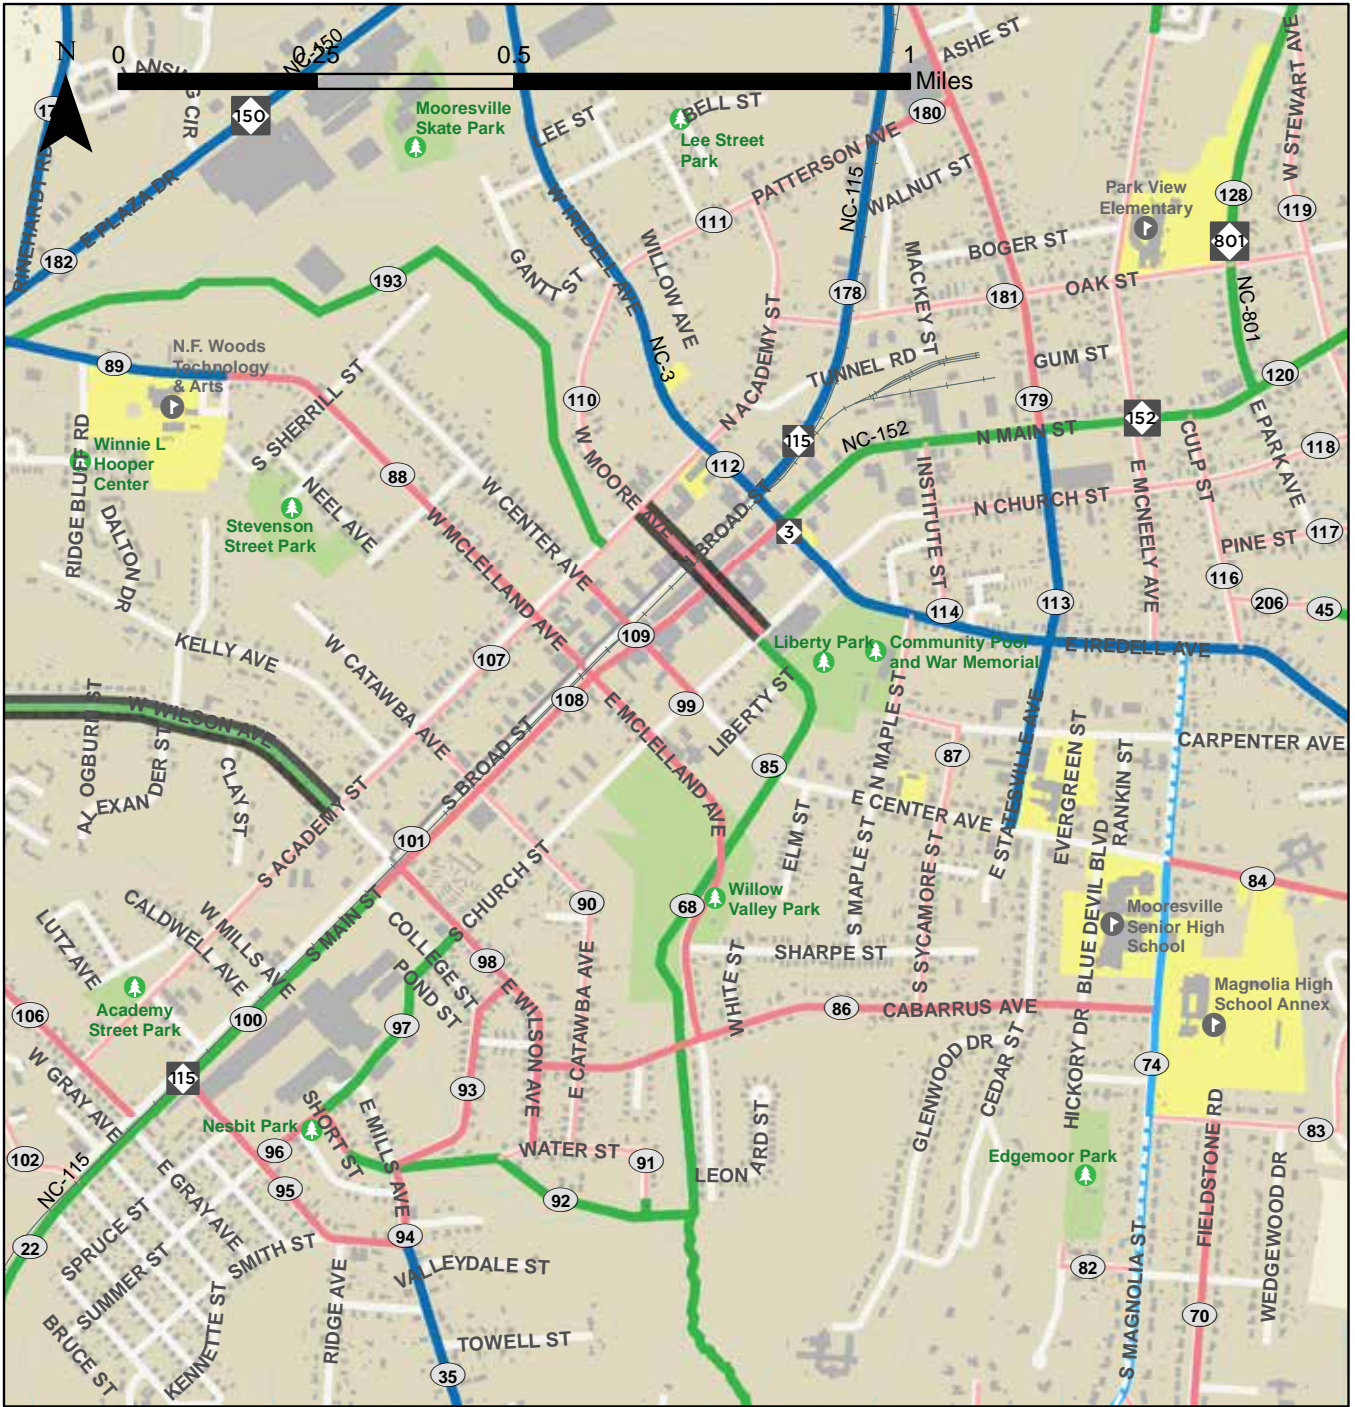 N
0
0.25
0.5
1
Miles
NC-150
LANSING CIR
ASHE ST
W STEWART AVE
150
Mooresville
Skate Park
LEE ST
BELL ST
Lee Street
Park
180
PATTERSON AVE
WALNUT ST
NC-115
RINEHARDT RD
E PLAZA DR
182
111
W IREDELL AVE
WILLOW AVE
GANTT ST
Park View
Elementary
128
119
801
BOGER ST
MACKEY ST
OAK ST
181
178
193
NC-801
N.F. Woods
Technology
& Arts
89
NC-3
N ACADEMY ST
TUNNEL RD
GUM ST
120
110
179
152
115
NC-152
N MAIN ST
E PARK AVE
CULP ST
118
S SHERRILL ST
RIDGE BLUFF RD
Winnie L
Hooper
Center
W MOORE AVE
112
88
NEEL AVE
W CENTER AVE
INSTITUTE ST
N CHURCH ST
E MCNEELY AVE
Stevenson
Street Park
DALTON DR
W MCLELLAND AVE
N BROAD ST
3
PINE ST
117
116
206
45
114
113
KELLY AVE
109
Liberty Park
Community Pool
and War Memorial
E IREDELL AVE
W CATAWBA AVE
107
108
99
LIBERTY ST
N MAPLE ST
E MCLELLAND AVE
OGBURN ST
W WILSON AVE
CARPENTER AVE
85
87
E STATESVILLE AVE
EVERGREEN ST
RANKIN ST
ALEXANDER ST
CLAY ST
S BROAD ST
S ACADEMY ST
101
ELM ST
E CENTER AVE
S MAPLE ST
S SYCAMORE ST
S CHURCH ST
84
90
68
Willow
Valley Park
BLUE DEVIL BLVD
Mooresville
Senior High
School
CALDWELL AVE
W MILLS AVE
LUTZ AVE
S MAIN ST
COLLEGE ST
POND ST
98
SHARPE ST
WHITE ST
E CATAWBA AVE
E WILSON AVE
Academy
Street Park
106
100
97
86
CABARRUS AVE
Magnolia High
School Annex
W GRAY AVE
115
93
GLENWOOD DR
CEDAR ST
HICKORY DR
74
Nesbit Park
SHORT ST
E MILLS AVE
96
WATER ST
91
LEONARD ST
83
Edgemoor Park
102
NC-115
E GRAY AVE
95
92
FIELDSTONE RD
WEDGEWOOD DR
22
SPRUCE ST
SUMMER ST
SMITH ST
94
VALLEYDALE ST
82
S MAGNOLIA ST
BRUCE ST
KENNETTE ST
RIDGE AVE
TOWELL ST
35
70